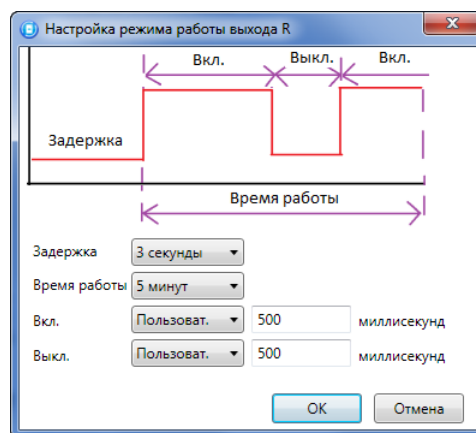 Настройка режима работы выхода R
Вкл. Выкл. Вкл.
Задержка
Время работы
Задержка 3 секунды
Время работы 5 минут
Вкл. Пользоват. 500 миллисекунд
Выкл. Пользоват. 500 миллисекунд
OK Отмена